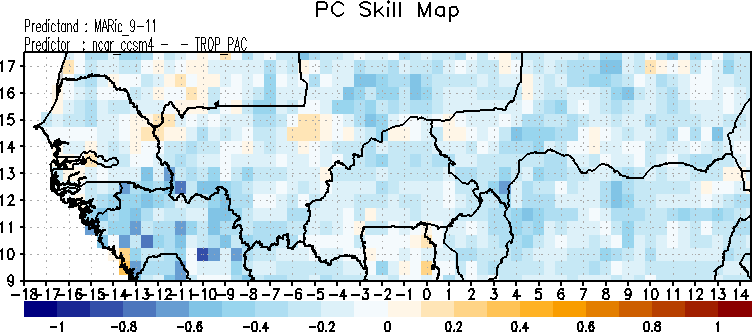 PC Skill Map
Predictand : MARic_9-11
Predictor : ncar_ccsm4 - - TROP_PAC
17
16
15
14
13
12
11
10
9
-18 -17 -16 -15 -14 -13 -12 -11 -10 -9 -8 -7 -6 -5 -4 -3 -2 -1 0 1 2 3 4 5 6 7 8 9 10 11 12 13 14
-1 -0.8 -0.6 -0.4 -0.2 0 0.2 0.4 0.6 0.8 1